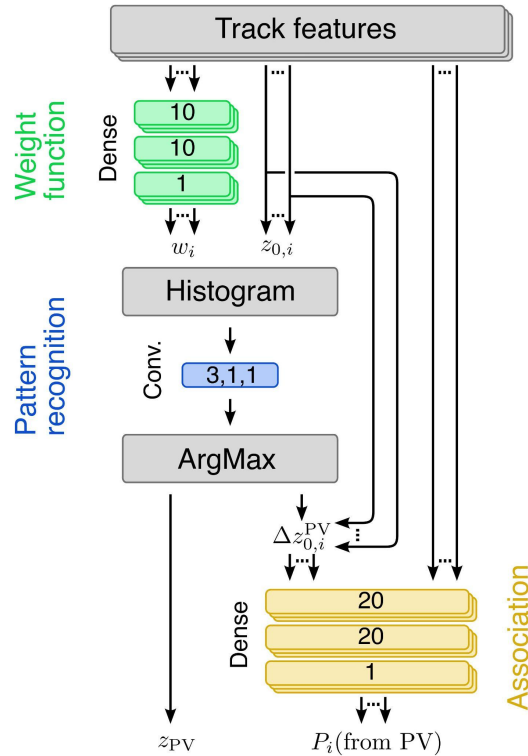 Track features
...
...
...
Weight
function
Dense
10
10
1
...
...
w_i
z_{0,i}
Histogram
Pattern
recognition
Conv.
3,1,1
ArgMax
Δz_{0,i}^{PV}
...
...
...
Association
Dense
20
20
1
...
z_{PV}
P_i(from PV)